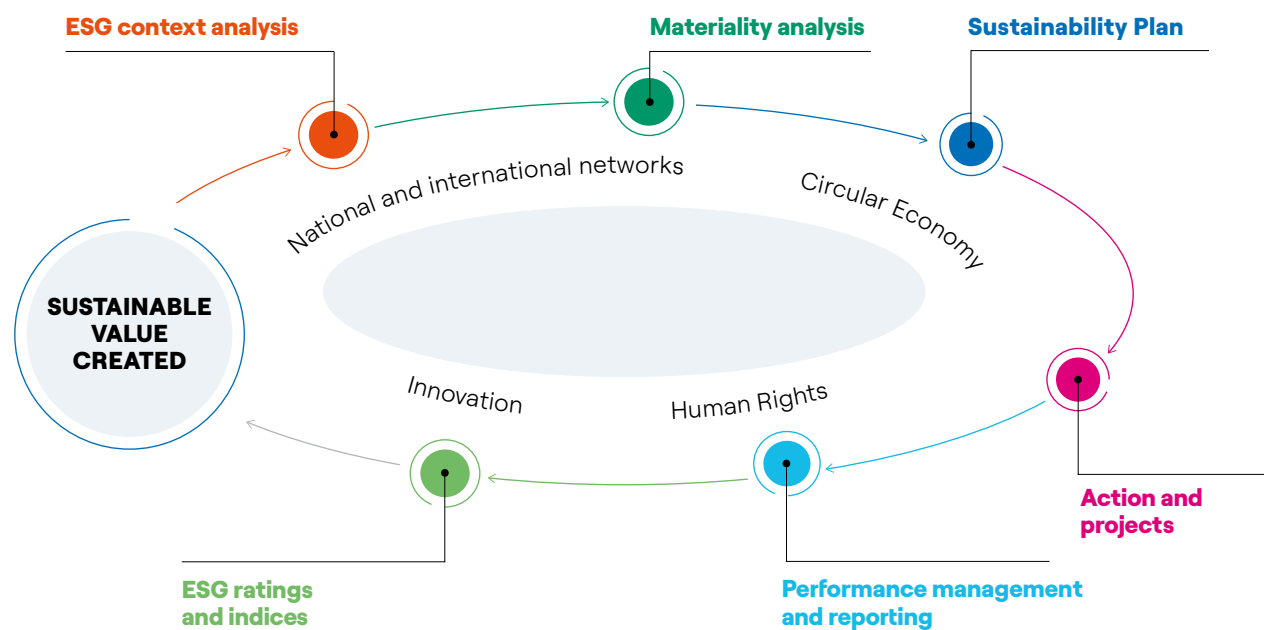 ESG context analysis
Materiality analysis
Sustainability Plan
National and international networks
Circular Economy
SUSTAINABLE
VALUE
CREATED
Innovation
Human Rights
Action and
projects
ESG ratings
and indices
Performance management
and reporting